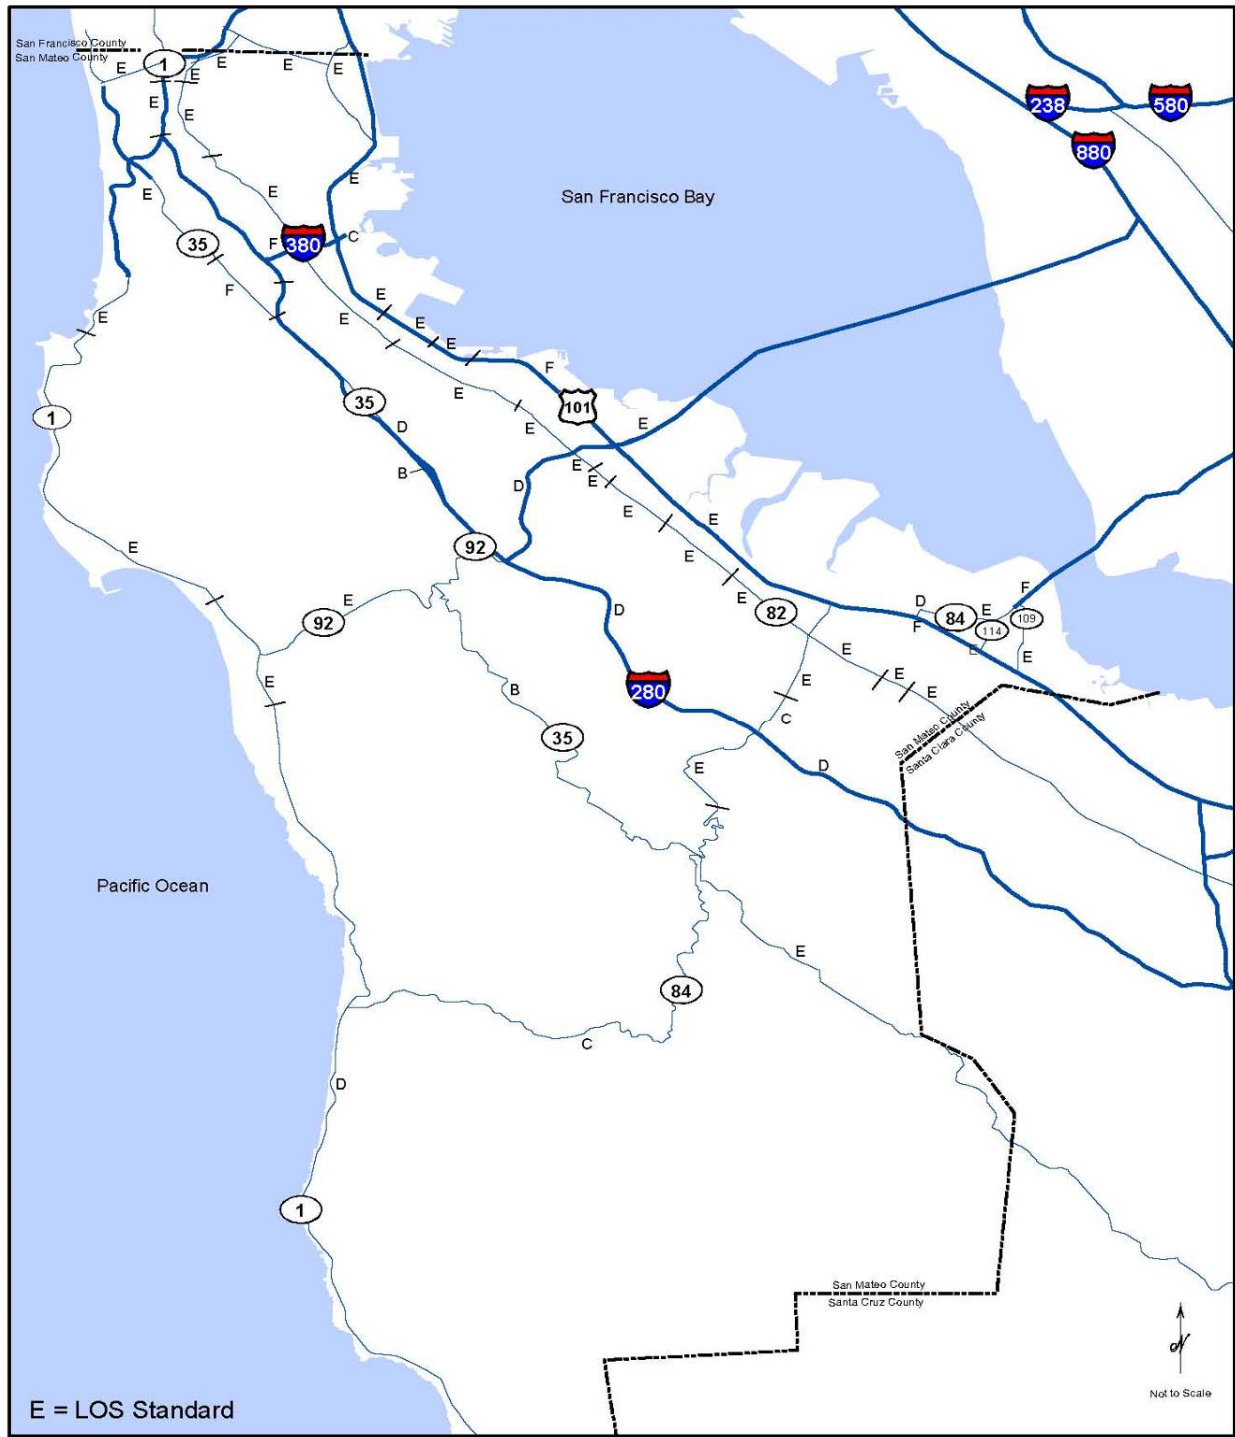 San Francisco County
San Mateo County
E
1
E
E
E
E
E
E
238
580
E
880
E
E
E
San Francisco Bay
35
F
380
C
F
E
E
E
E
E
E
F
1
35
E
101
D
E
E
B
E
E
D
E
E
E
92
E
E
E
F
92
E
D
82
D
84
E
109
F
114
E
E
E
E
E
E
E
B
280
E
C
San Mateo County
Santa Clara County
35
E
D
Pacific Ocean
E
84
C
D
1
San Mateo County
Santa Cruz County
N
Not to Scale
E = LOS Standard